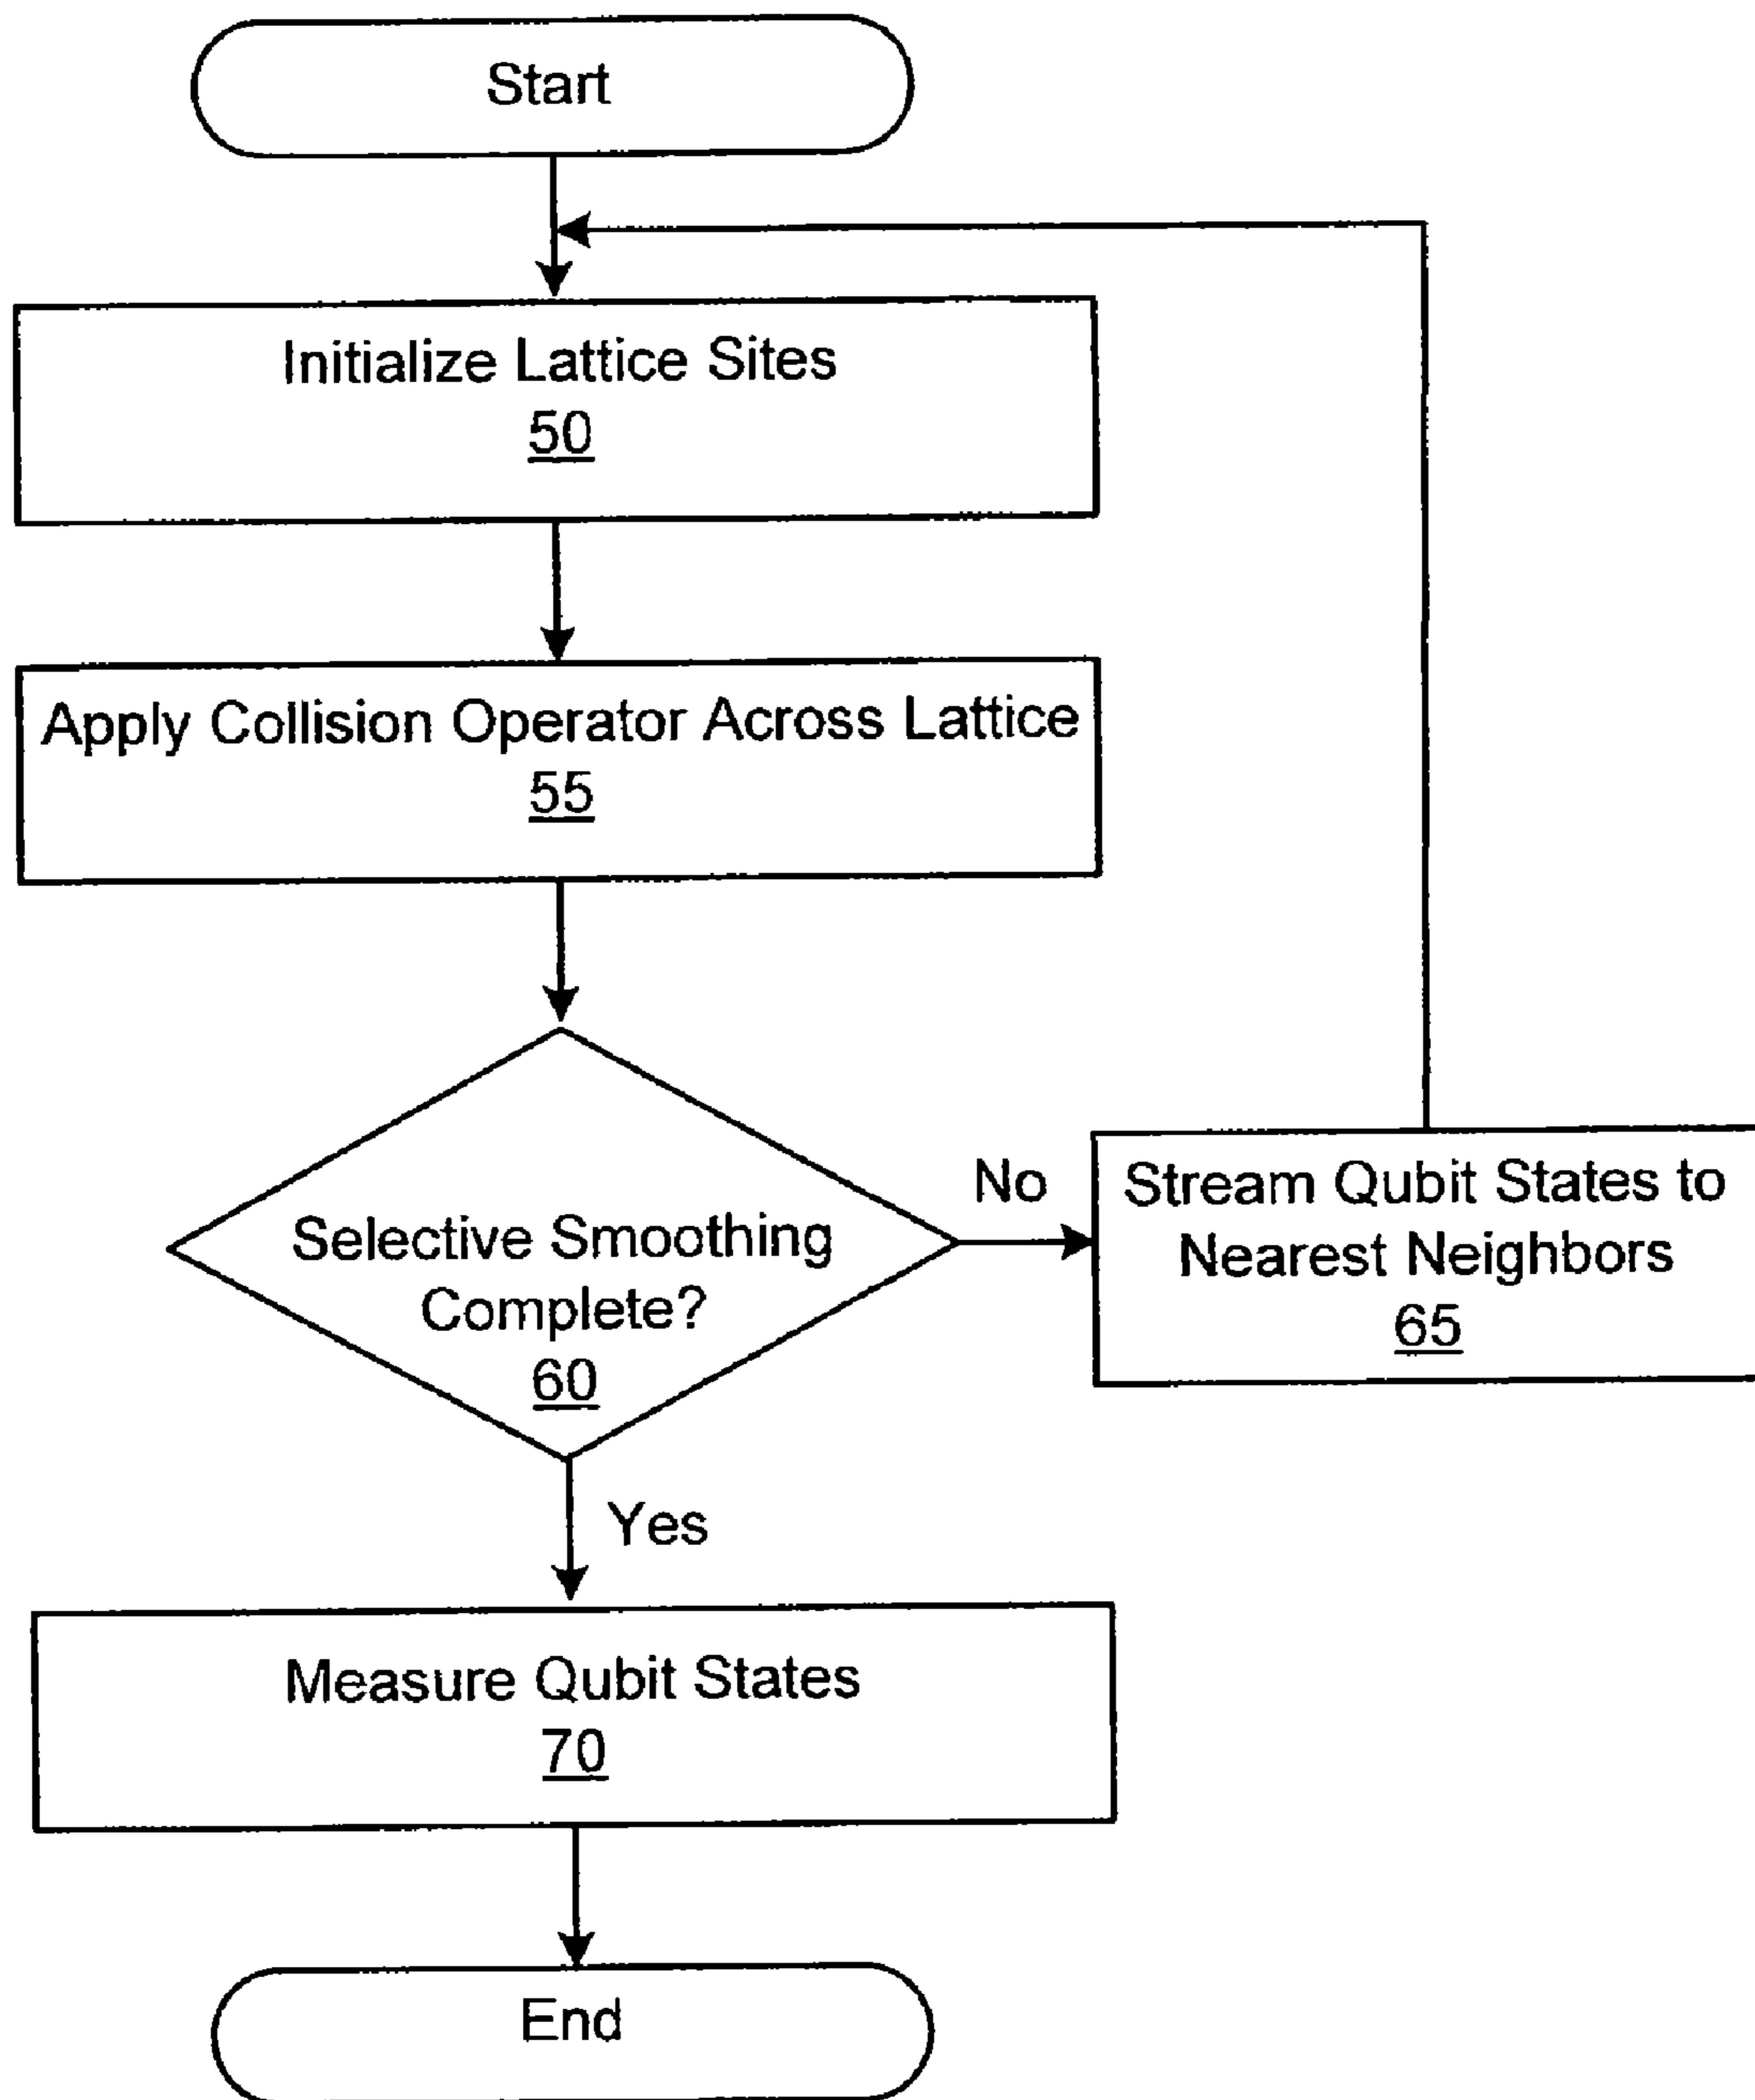 Start
Initialize Lattice Sites
50
Apply Collision Operator Across Lattice
55
Selective Smoothing
Complete?
60
No
Stream Qubit States to
Nearest Neighbors
65
Yes
Measure Qubit States
70
End